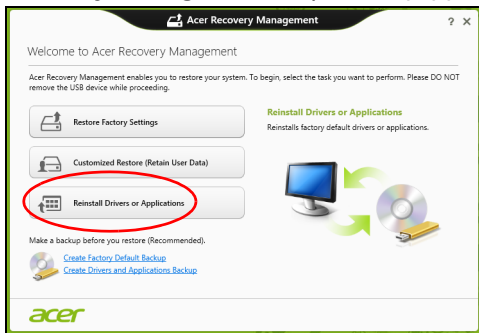 Acer Recovery Management
? ×
Welcome to Acer Recovery Management
Acer Recovery Management enables you to restore your system. To begin, select the task you want to perform. Please DO NOT
remove the USB device while proceeding.
Restore Factory Settings
Customized Restore (Retain User Data)
Reinstall Drivers or Applications
Reinstall Drivers or Applications
Reinstalls factory default drivers or applications.
Make a backup before you restore (Recommended).
Create Factory Default Backup
Create Drivers and Applications Backup
acer